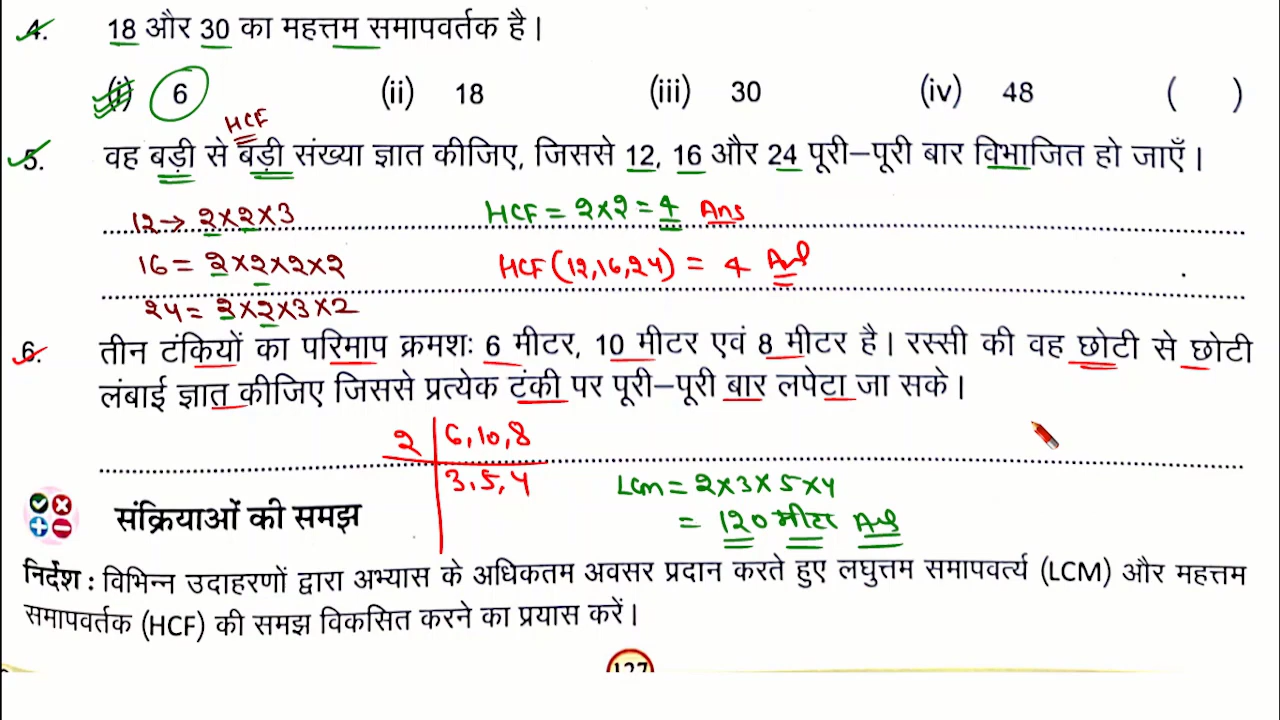 4. 18 और 30 का महत्तम समापवर्तक है।
(i) 6 (ii) 18 (iii) 30 (iv) 48 ( )
HCF
5. वह बड़ी से बड़ी संख्या ज्ञात कीजिए, जिससे 12, 16 और 24 पूरी–पूरी बार विभाजित हो जाएँ।
12→ 2×2×3 HCF = 2×2 = 4 Ans
16 = 2×2×2×2 HCF (12,16,24) = 4 Ans
24 = 2×2×3×2
6. तीन टंकियों का परिमाप क्रमशः 6 मीटर, 10 मीटर एवं 8 मीटर है। रस्सी की वह छोटी से छोटी
लंबाई ज्ञात कीजिए जिससे प्रत्येक टंकी पर पूरी–पूरी बार लपेटा जा सके।
2 | 6, 10, 8
3, 5, 4 LCM = 2×3×5×4
= 120 मीटर Ans
संक्रियाओं की समझ
निर्देश : विभिन्न उदाहरणों द्वारा अभ्यास के अधिकतम अवसर प्रदान करते हुए लघुत्तम समापवर्त्य (LCM) और महत्तम
समापवर्तक (HCF) की समझ विकसित करने का प्रयास करें।
127